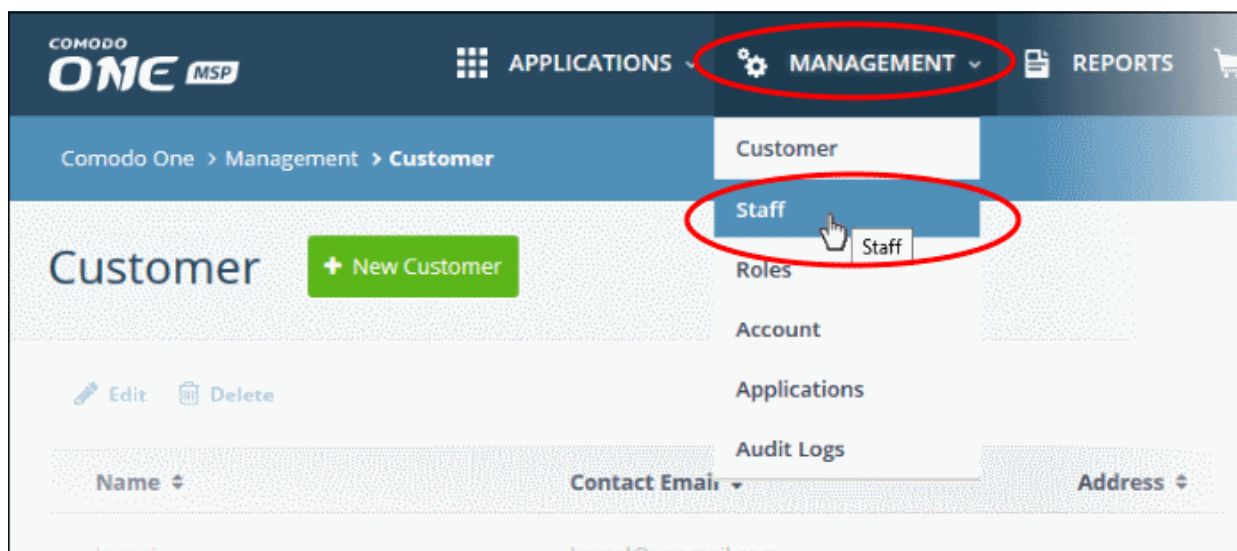 COMODO
ONE MSP
APPLICATIONS
MANAGEMENT
REPORTS
Comodo One > Management > Customer
Customer
Staff
Staff
Customer
+ New Customer
Roles
Account
Edit
Delete
Applications
Audit Logs
Name
Contact Email
Address